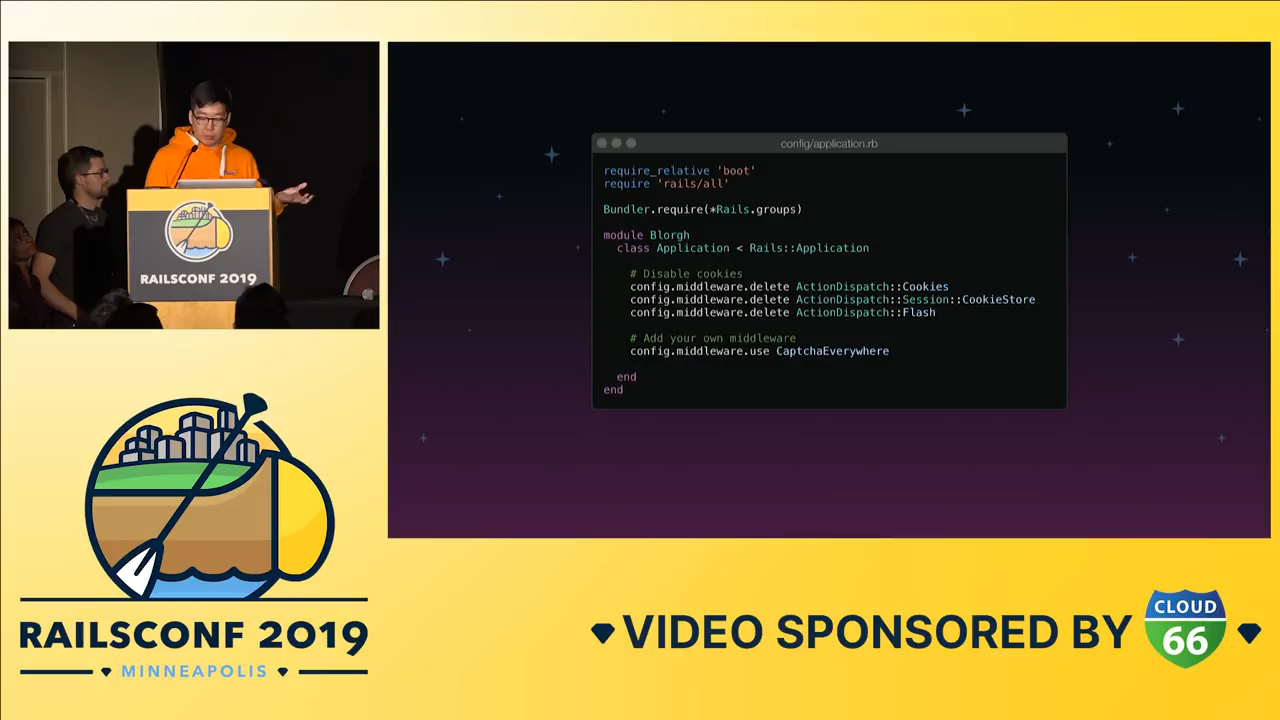 RAILSCONF 2019
config/application.rb
require_relative 'boot'
require 'rails/all'
Bundler.require(*Rails.groups)
module Blorgh
class Application < Rails::Application
# Disable cookies
config.middleware.delete ActionDispatch::Cookies
config.middleware.delete ActionDispatch::Session::CookieStore
config.middleware.delete ActionDispatch::Flash
# Add your own middleware
config.middleware.use CaptchaEverywhere
end
end
RAILSCONF 2019
MINNEAPOLIS
VIDEO SPONSORED BY
CLOUD
66